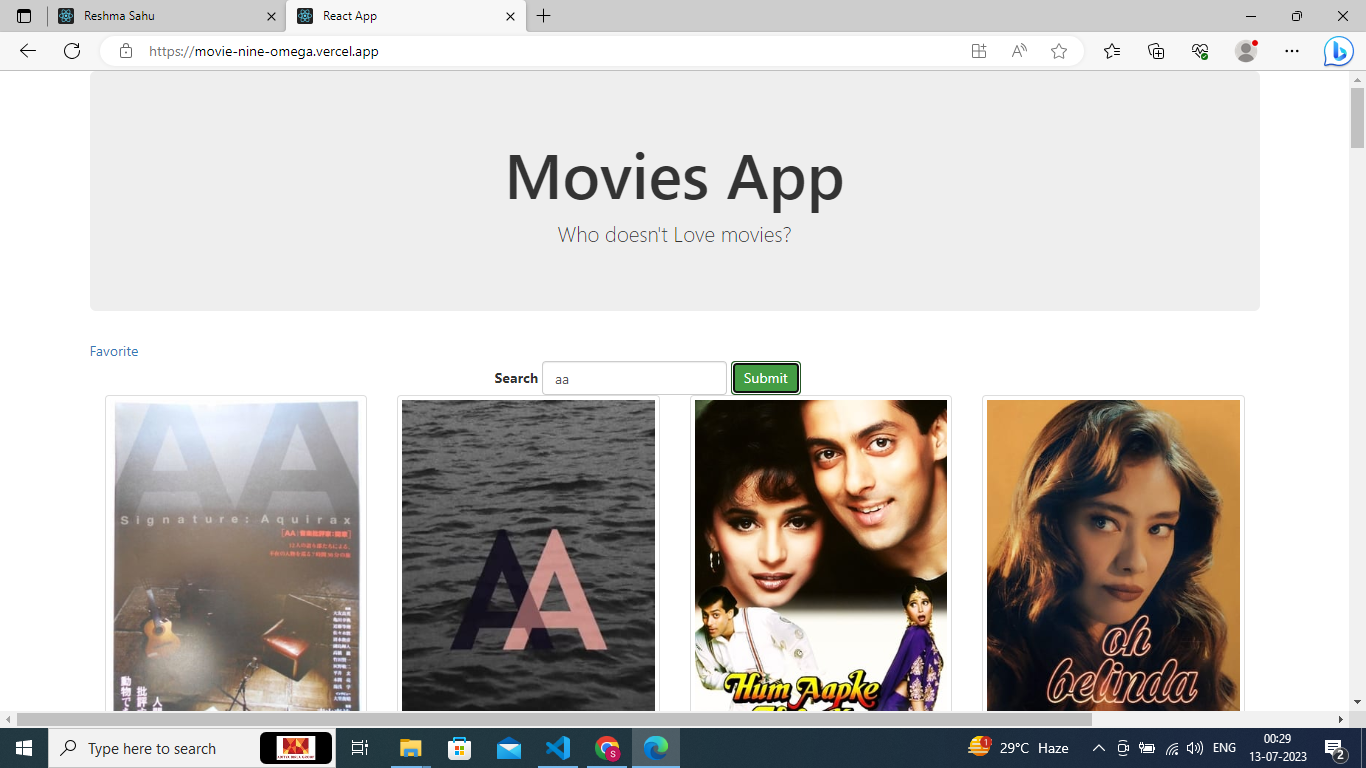 Reshma Sahu
React App
https://movie-nine-omega.vercel.app
Movies App
Who doesn't Love movies?
Favorite
Search
aa
Submit
AA
Signature: Aquirax
AA
Hum Aapke
oh
belinda
Type here to search
29°C Haze
ENG
00:29
13-07-2023
2